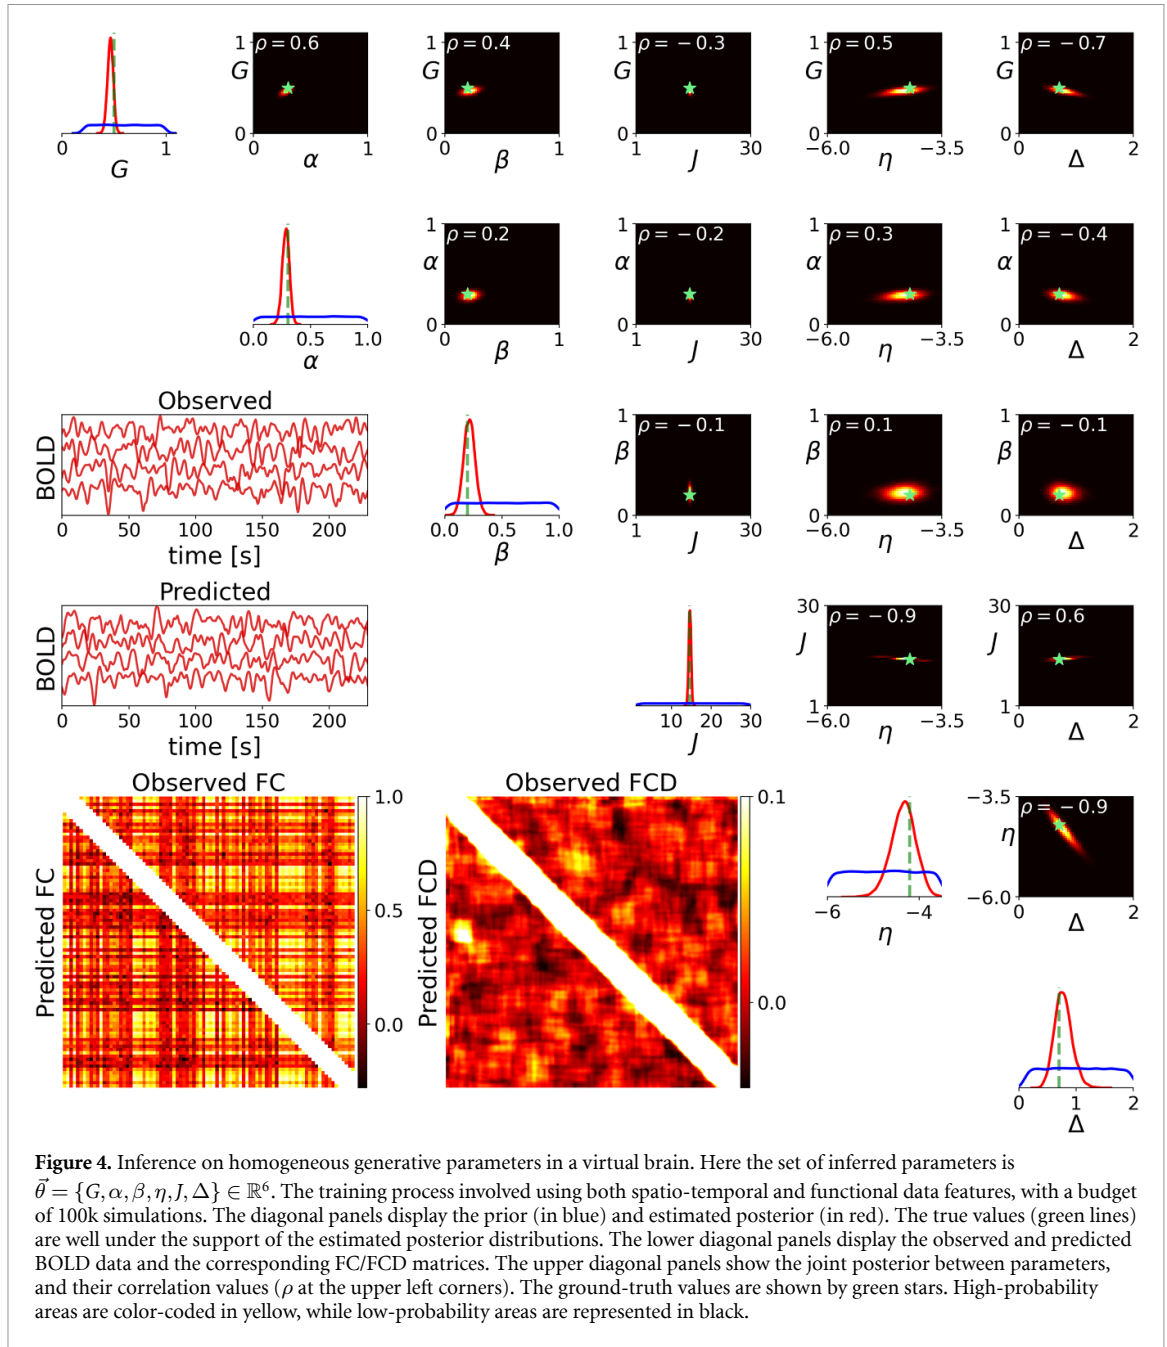 1
G
0
ρ = 0.6
0 1
α
1
G
0
ρ = 0.4
0 1
β
1
G
0
ρ = −0.3
1 30
J
1
G
0
ρ = 0.5
−6.0 −3.5
η
1
G
0
ρ = −0.7
0 2
Δ
0 1
G
1
α
0
ρ = 0.2
0 1
β
1
α
0
ρ = −0.2
1 30
J
1
α
0
ρ = 0.3
−6.0 −3.5
η
1
α
0
ρ = −0.4
0 2
Δ
0.0 0.5 1.0
α
Observed
BOLD
0 50 100 150 200
time [s]
0.0 0.5 1.0
β
1
β
0
ρ = −0.1
1 30
J
1
β
0
ρ = 0.1
−6.0 −3.5
η
1
β
0
ρ = −0.1
0 2
Δ
Predicted
BOLD
0 50 100 150 200
time [s]
10 20 30
J
30
J
1
ρ = −0.9
−6.0 −3.5
η
30
J
1
ρ = 0.6
0 2
Δ
Observed FC
Predicted FC
1.0
0.5
0.0
Observed FCD
Predicted FCD
0.1
0.0
−6 −4
η
−3.5
η
−6.0
ρ = −0.9
0 2
Δ
0 1 2
Δ
Figure 4. Inference on homogeneous generative parameters in a virtual brain. Here the set of inferred parameters is
θ⃗ = {G, α, β, η, J, Δ} ∈ ℝ⁶. The training process involved using both spatio-temporal and functional data features, with a budget
of 100k simulations. The diagonal panels display the prior (in blue) and estimated posterior (in red). The true values (green lines)
are well under the support of the estimated posterior distributions. The lower diagonal panels display the observed and predicted
BOLD data and the corresponding FC/FCD matrices. The upper diagonal panels show the joint posterior between parameters,
and their correlation values (ρ at the upper left corners). The ground-truth values are shown by green stars. High-probability
areas are color-coded in yellow, while low-probability areas are represented in black.